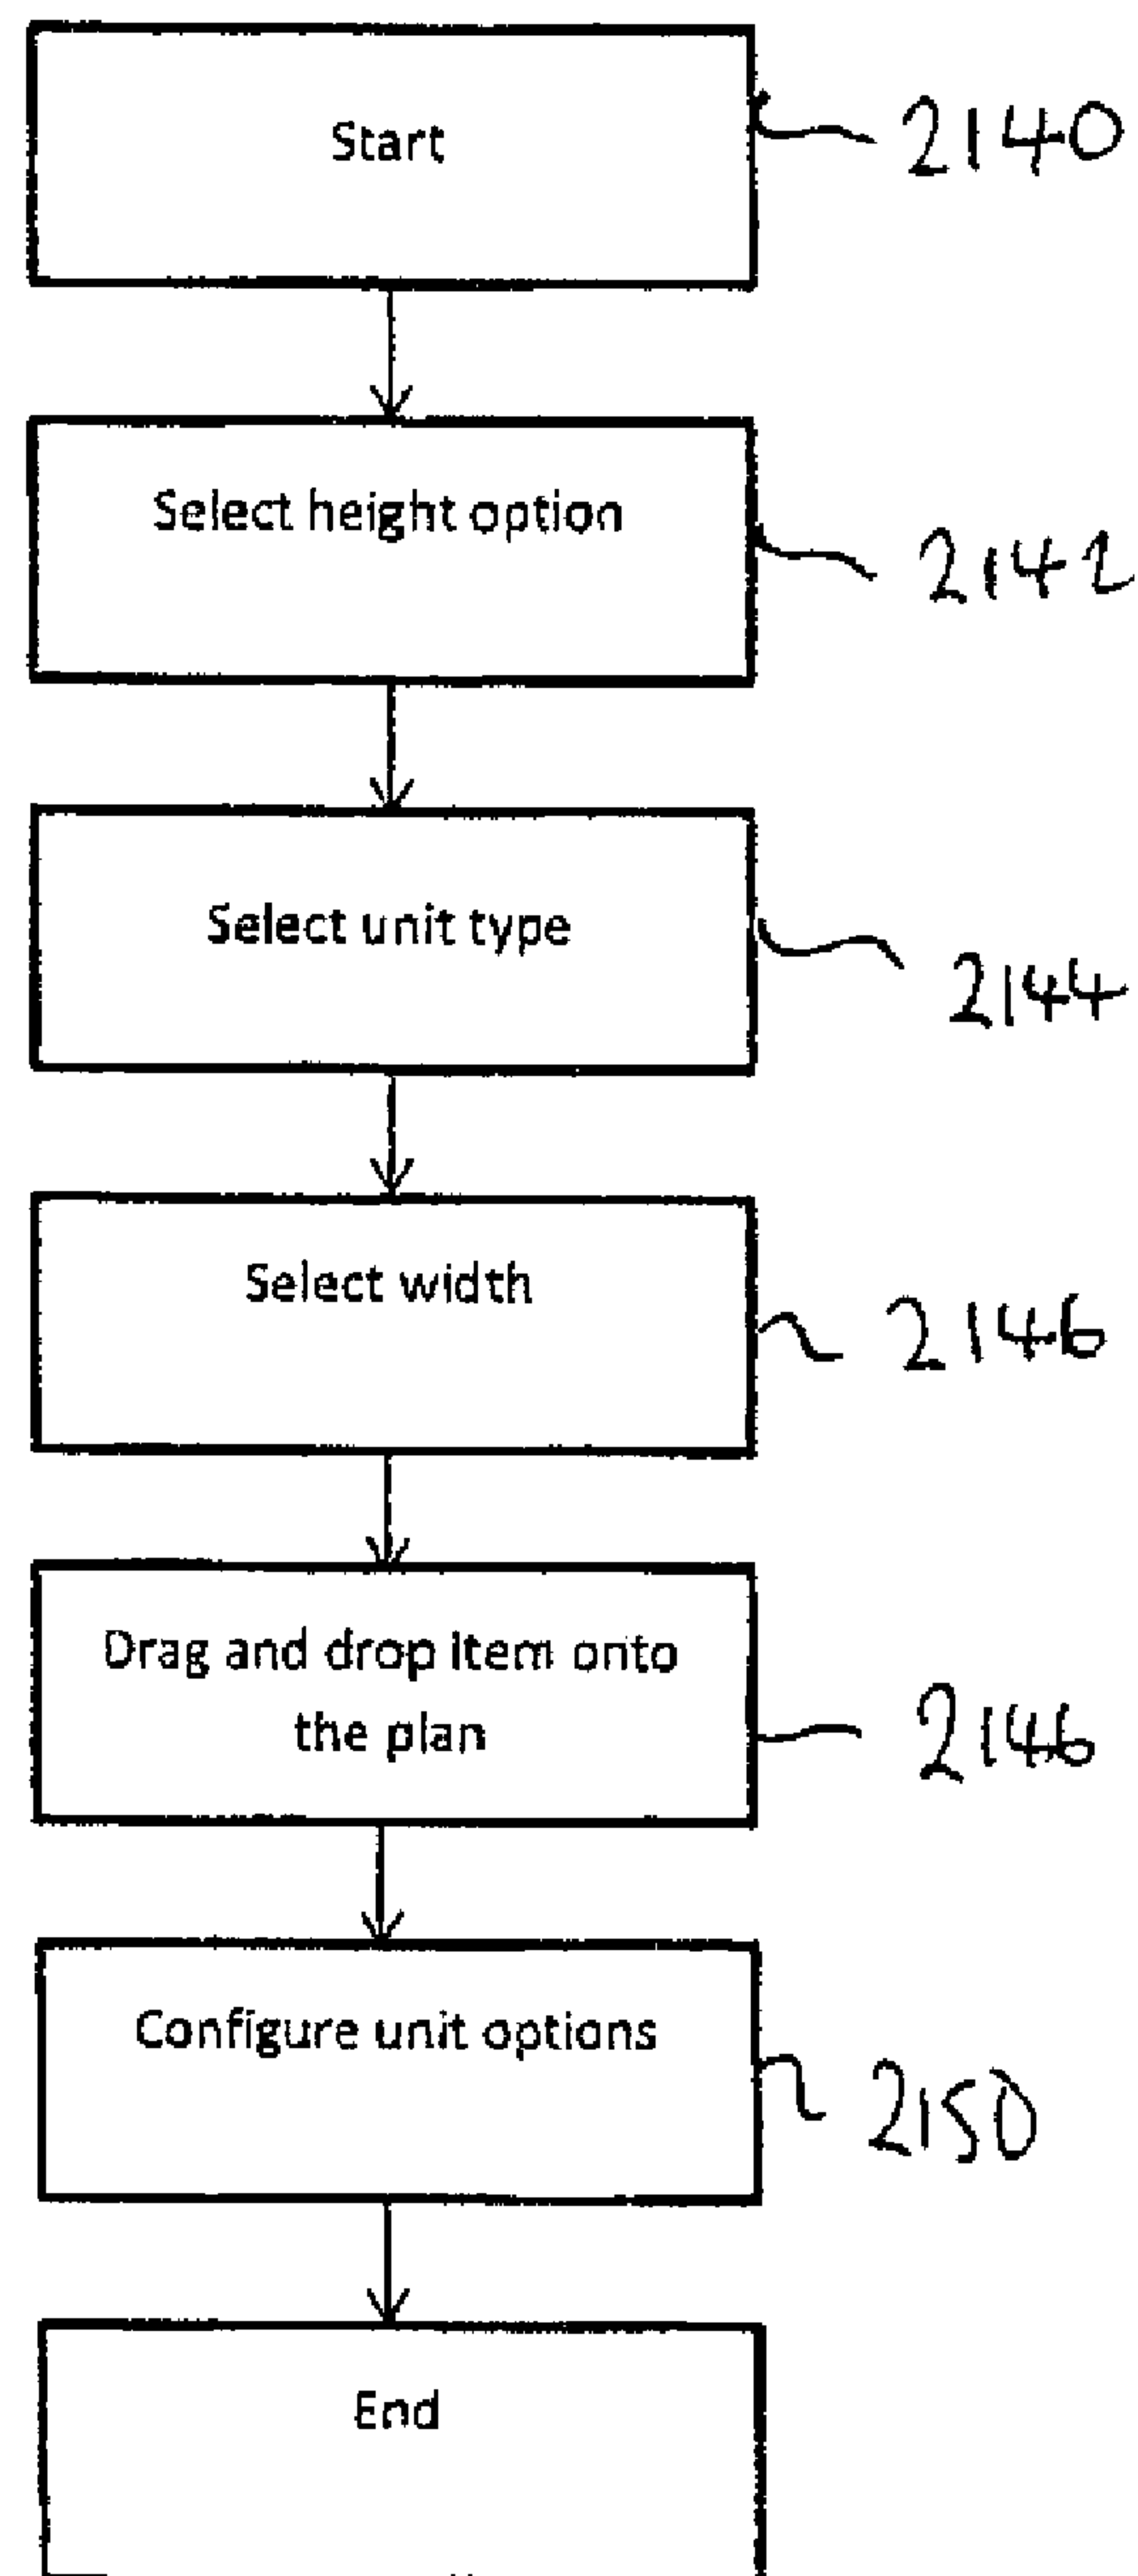 Start
2140
Select height option
2142
Select unit type
2144
Select width
2146
Drag and drop item onto
the plan
2146
Configure unit options
2150
End